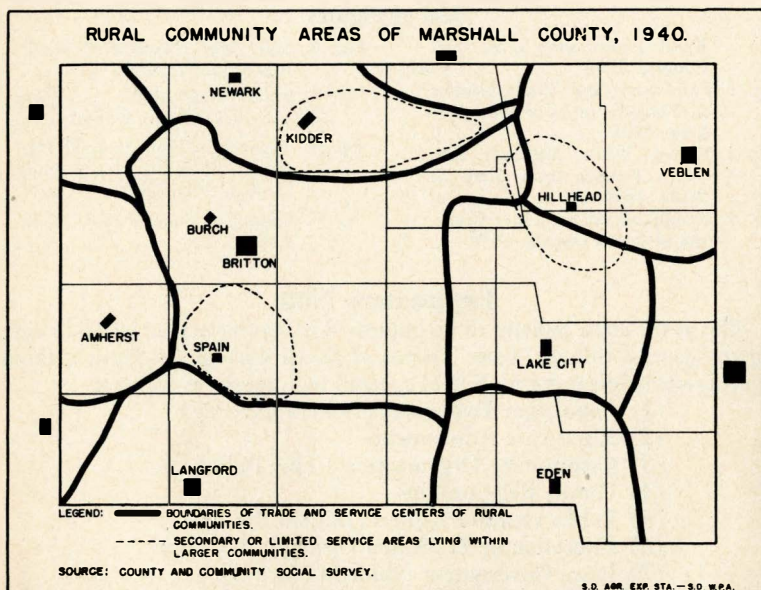 RURAL COMMUNITY AREAS OF MARSHALL COUNTY, 1940.
NEWARK
KIDDER
VEBLEN
HILLHEAD
BURCH
BRITTON
AMHERST
SPAIN
LAKE CITY
LANGFORD
EDEN
LEGEND: BOUNDARIES OF TRADE AND SERVICE CENTERS OF RURAL
COMMUNITIES.
SECONDARY OR LIMITED SERVICE AREAS LYING WITHIN
LARGER COMMUNITIES.
SOURCE: COUNTY AND COMMUNITY SOCIAL SURVEY.
S.D. AGR. EXP. STA.—S.D W.P.A.